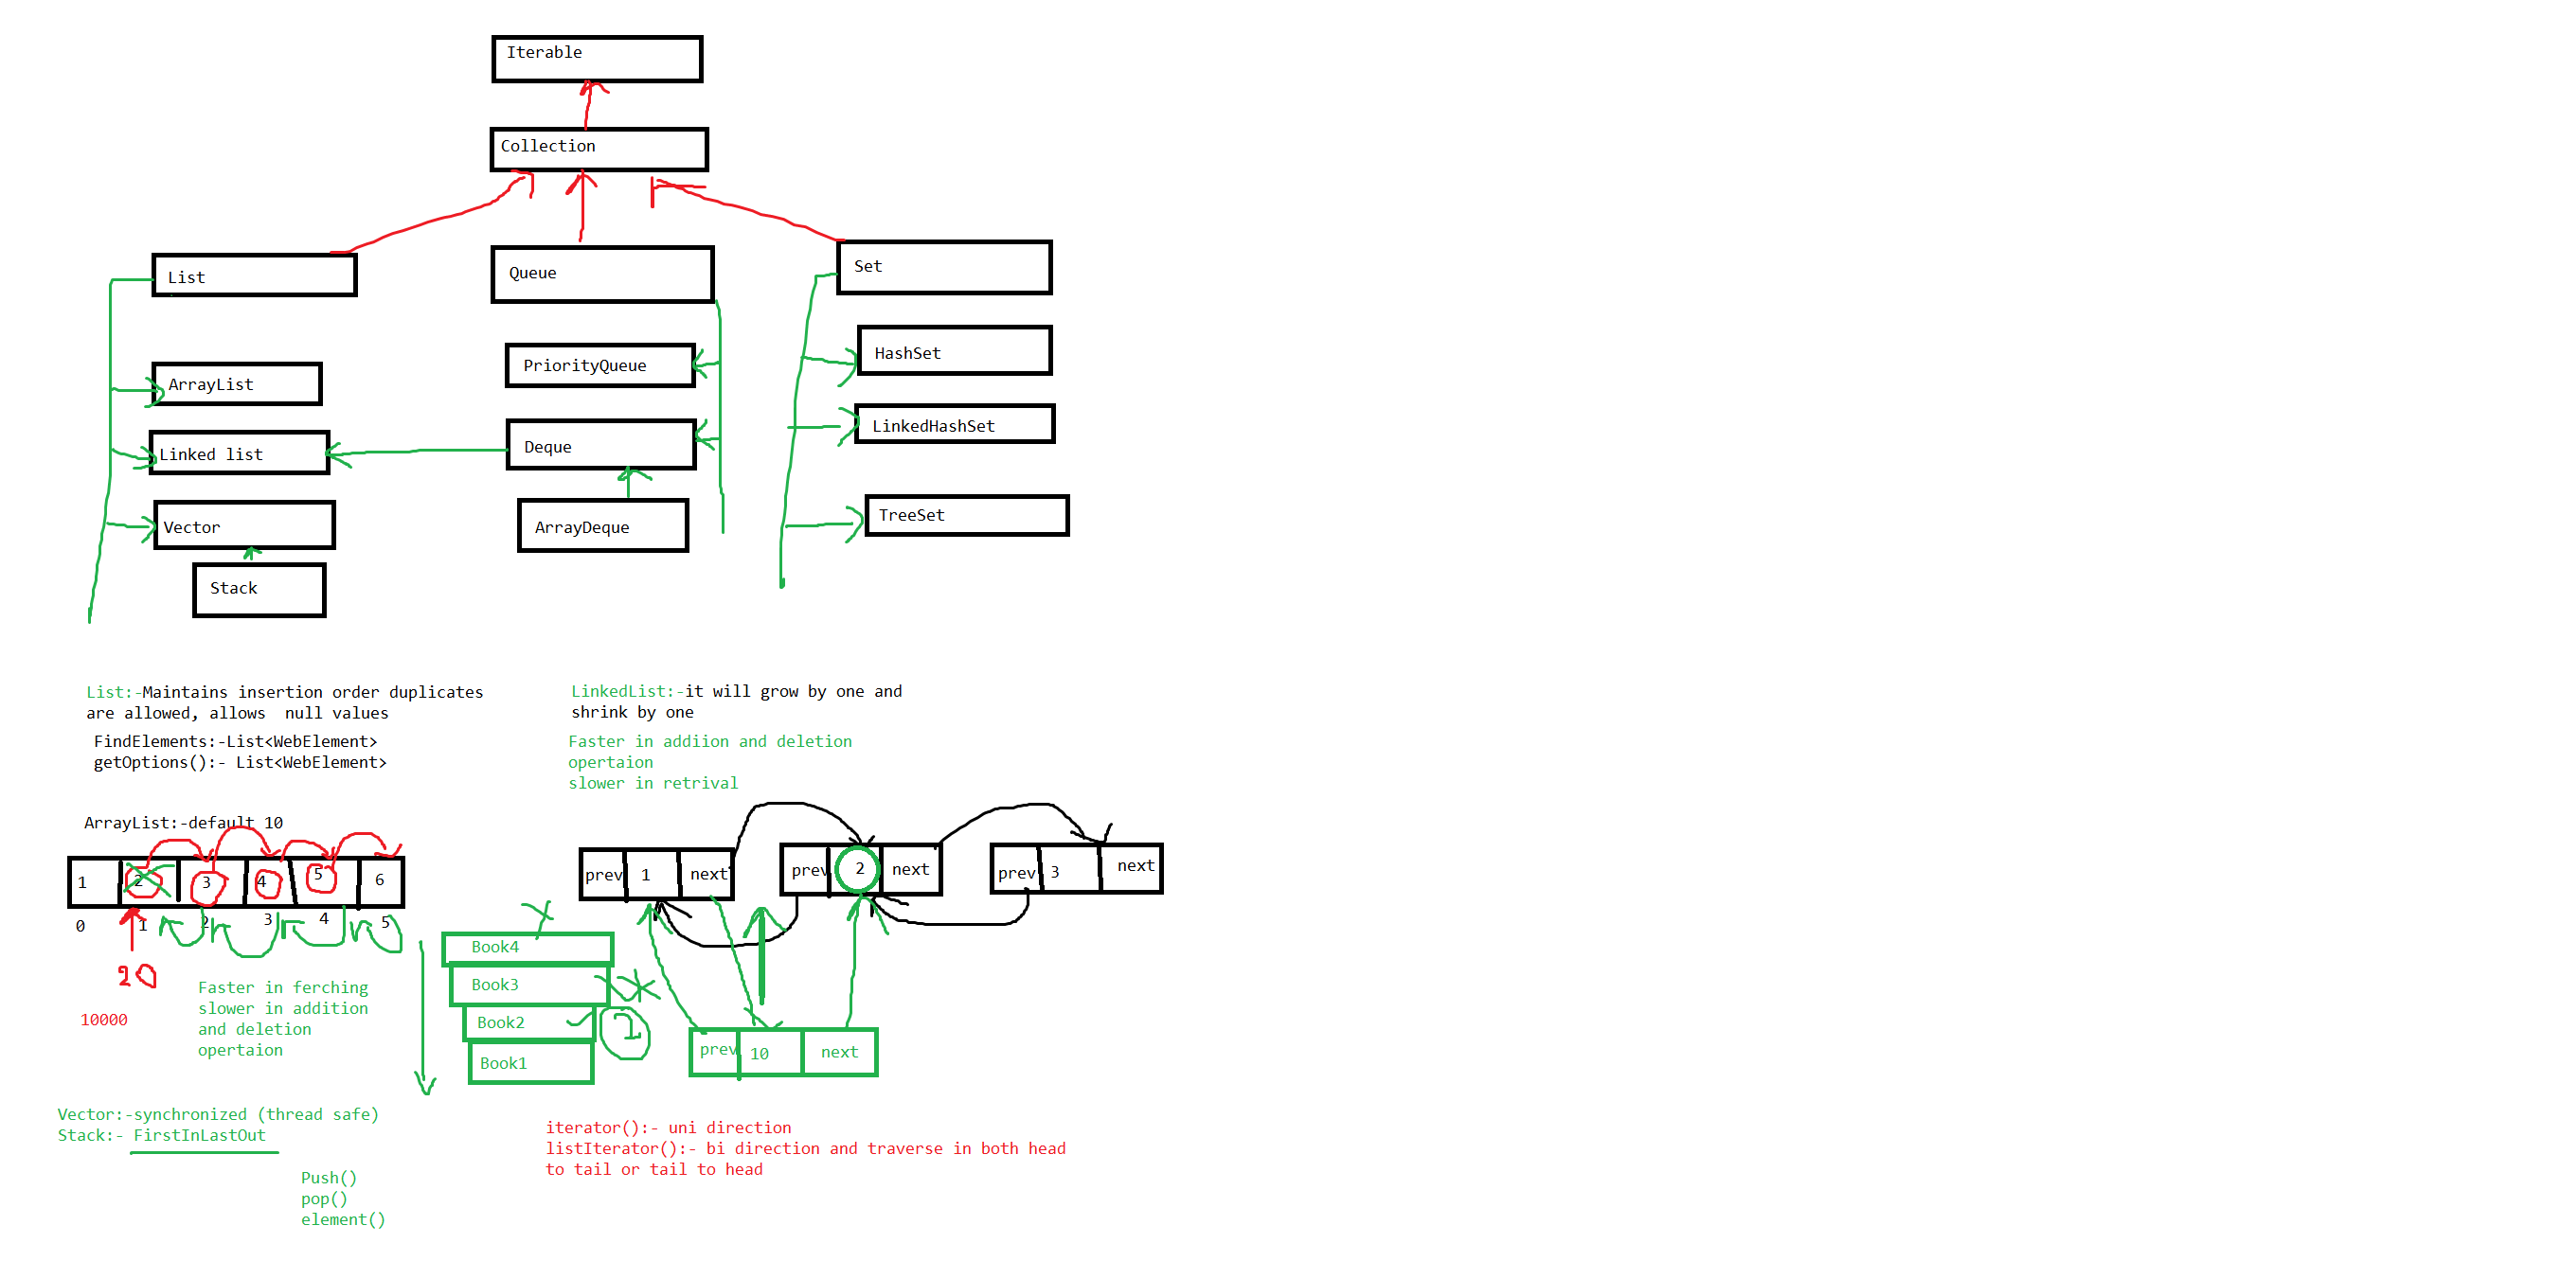 Iterable
Collection
List
Queue
Set
ArrayList
PriorityQueue
HashSet
Linked list
Deque
LinkedHashSet
Vector
ArrayDeque
TreeSet
Stack
List:-Maintains insertion order duplicates
are allowed, allows  null values
FindElements:-List<WebElement>
getOptions():- List<WebElement>
LinkedList:-it will grow by one and
shrink by one
Faster in addiion and deletion
opertaion
slower in retrival
ArrayList:-default 10
1 2 3 4 5 6
0 1 2 3 4 5
20
10000
Faster in ferching
slower in addition
and deletion
opertaion
prev 1 next
prev 2 next
prev 3 next
Book4
Book3
Book2
Book1
prev 10 next
Vector:-synchronized (thread safe)
Stack:- FirstInLastOut
Push()
pop()
element()
iterator():- uni direction
listIterator():- bi direction and traverse in both head
to tail or tail to head